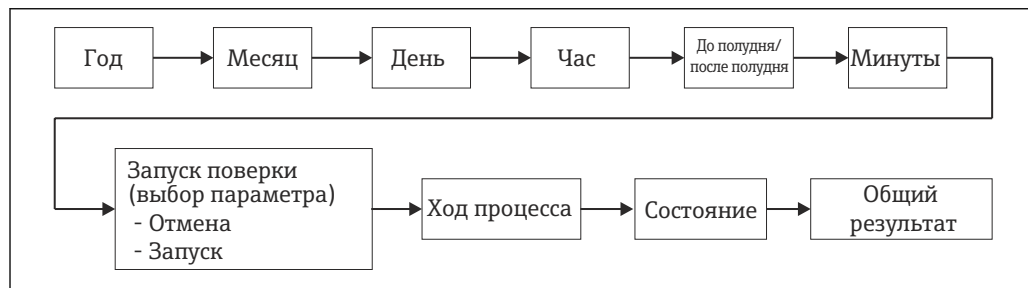 Год
Месяц
День
Час
До полудня/
после полудня
Минуты
Запуск поверки
(выбор параметра)
- Отмена
- Запуск
Ход процесса
Состояние
Общий
результат